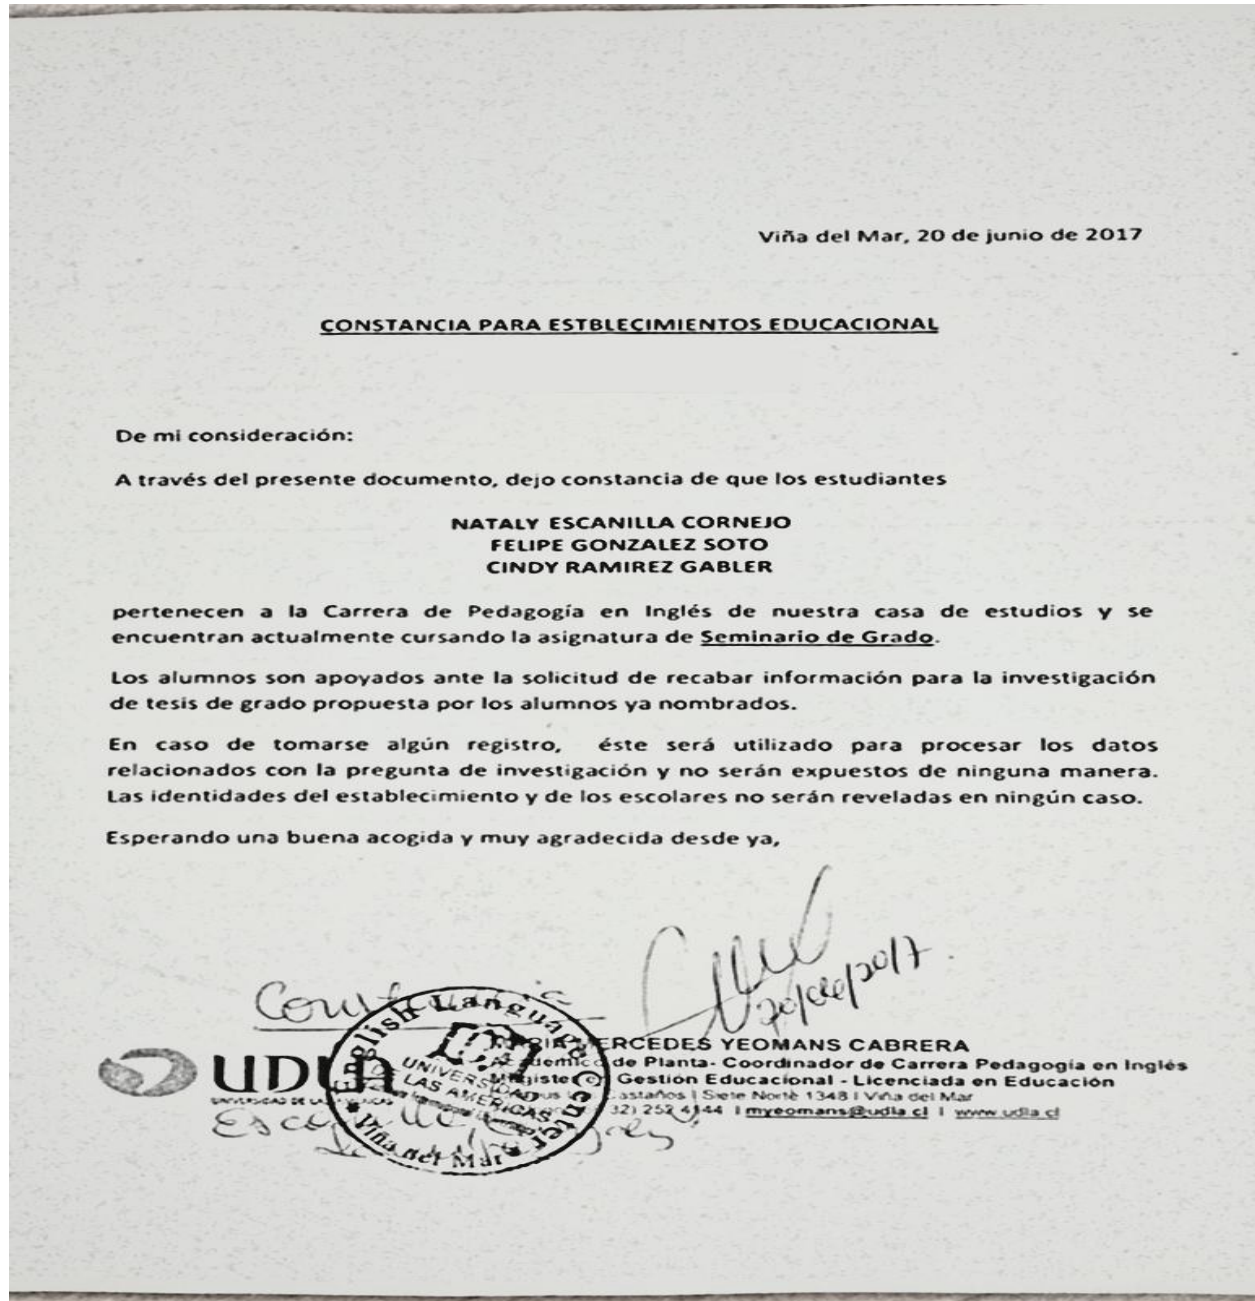 Viña del Mar, 20 de junio de 2017
CONSTANCIA PARA ESTBLECIMIENTOS EDUCACIONAL
De mi consideración:
A través del presente documento, dejo constancia de que los estudiantes
NATALY ESCANILLA CORNEJO
FELIPE GONZALEZ SOTO
CINDY RAMIREZ GABLER
pertenecen a la Carrera de Pedagogía en Inglés de nuestra casa de estudios y se
encuentran actualmente cursando la asignatura de Seminario de Grado.
Los alumnos son apoyados ante la solicitud de recabar información para la investigación
de tesis de grado propuesta por los alumnos ya nombrados.
En caso de tomarse algún registro, éste será utilizado para procesar los datos
relacionados con la pregunta de investigación y no serán expuestos de ninguna manera.
Las identidades del establecimiento y de los escolares no serán reveladas en ningún caso.
Esperando una buena acogida y muy agradecida desde ya,
MERCEDES YEOMANS CABRERA
de Planta- Coordinador de Carrera Pedagogía en Inglés
Gestión Educacional - Licenciada en Educación
Castaños | Siete Norte 1348 | Viña del Mar
32) 252 4144 | myeomans@udla.cl | www.udla.cl
UDLA
English Language Center
UNIVERSIDAD
DE LAS AMÉRICAS
Viña del Mar